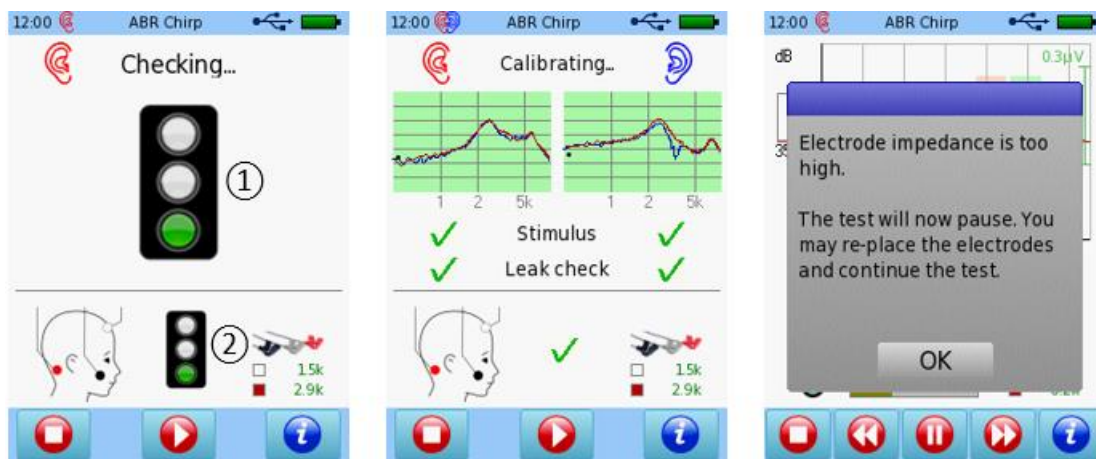 12:00 ABR Chirp
Checking...
①
②
1.5k
2.9k
i
12:00 ABR Chirp
Calibrating...
1 2 5k 1 2 5k
Stimulus
Leak check
1.5k
2.9k
i
12:00 ABR Chirp
dB 0.3µV
Electrode impedance is too
high.
The test will now pause. You
may re-place the electrodes
and continue the test.
OK
i